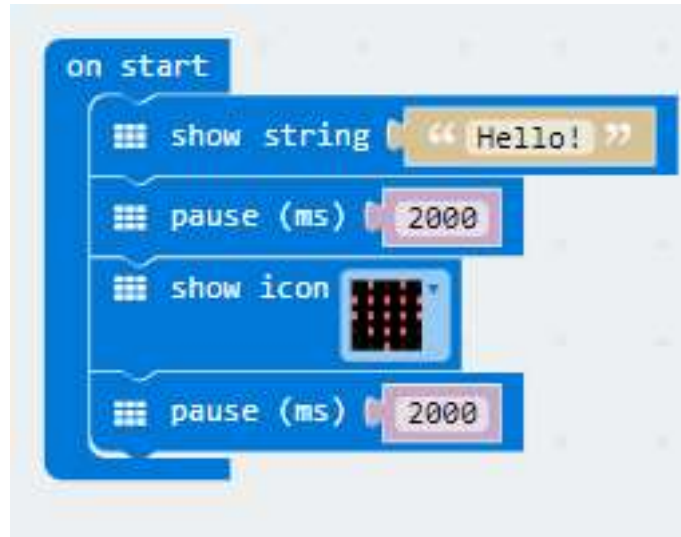 on start
show string “ Hello! ”
pause (ms) 2000
show icon
pause (ms) 2000